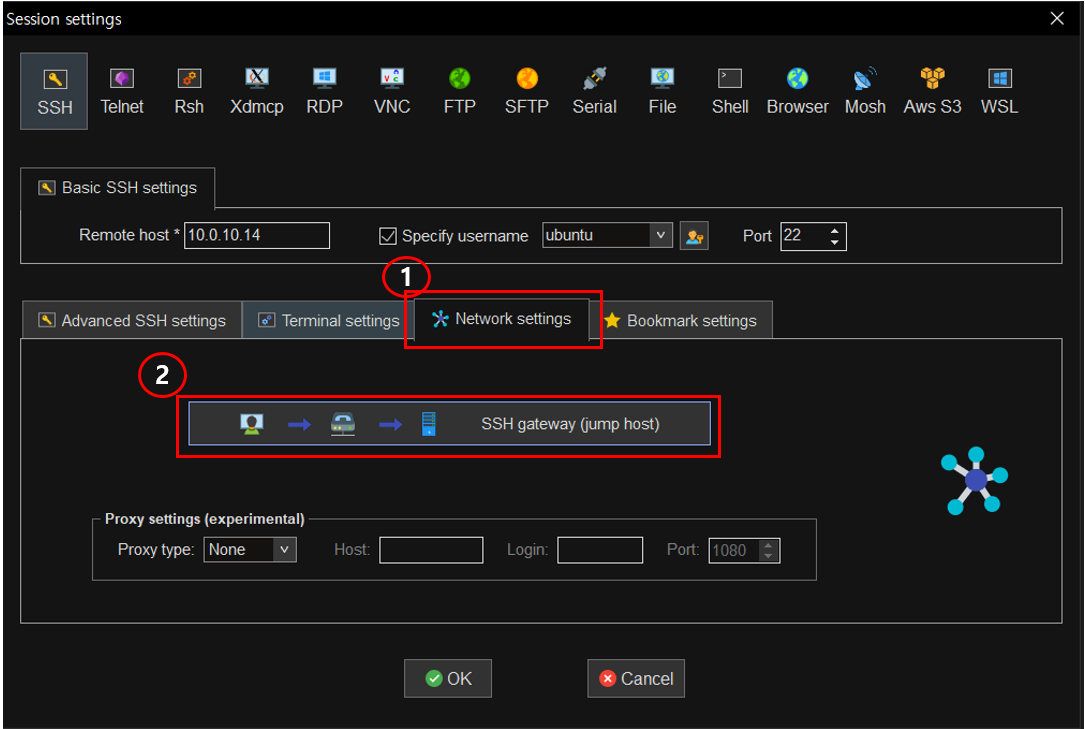 Session settings
SSH Telnet Rsh Xdmcp RDP VNC FTP SFTP Serial File Shell Browser Mosh Aws S3 WSL
Basic SSH settings
Remote host * 10.0.10.14 Specify username ubuntu Port 22
1
Advanced SSH settings Terminal settings Network settings Bookmark settings
2
SSH gateway (jump host)
Proxy settings (experimental)
Proxy type: None Host: Login: Port: 1080
OK Cancel